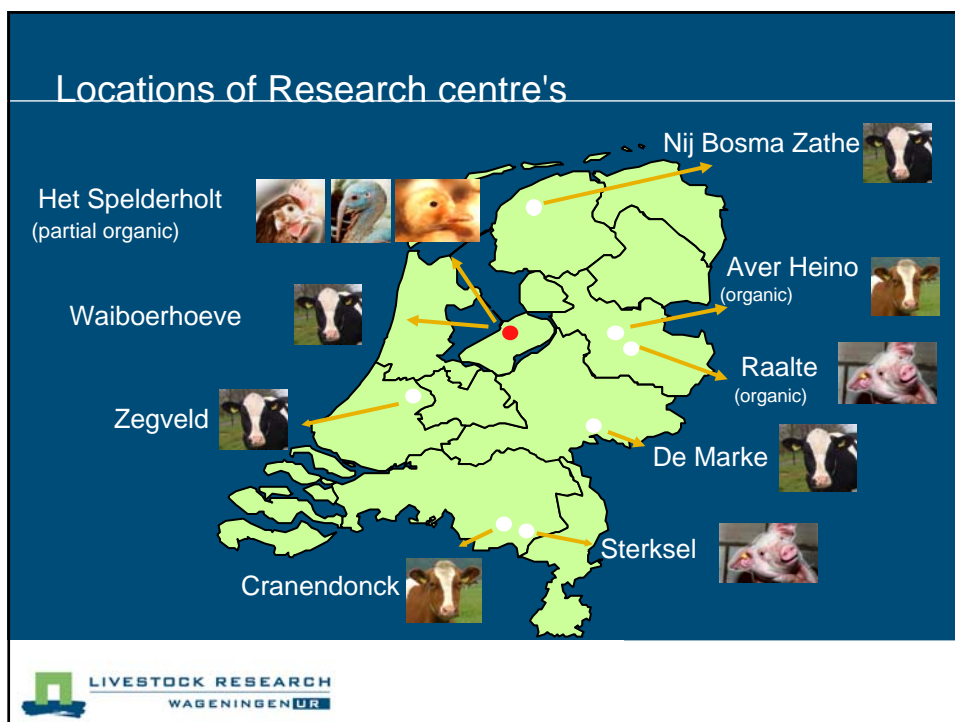 Locations of Research centre's
Nij Bosma Zathe
Het Spelderholt
(partial organic)
Aver Heino
(organic)
Waiboerhoeve
Raalte
(organic)
Zegveld
De Marke
Sterksel
Cranendonck
LIVESTOCK RESEARCH
WAGENINGEN UR